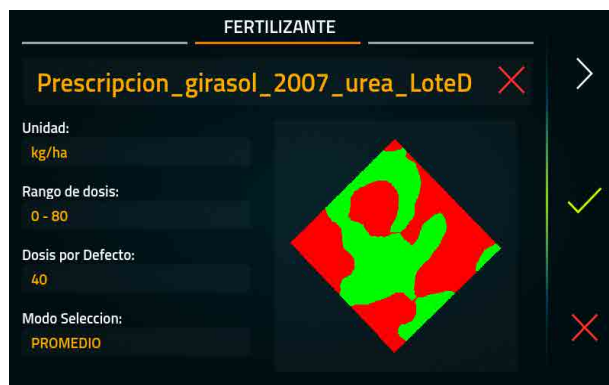 FERTILIZANTE
Prescripcion_girasol_2007_urea_LoteD
Unidad:
kg/ha
Rango de dosis:
0 - 80
Dosis por Defecto:
40
Modo Seleccion:
PROMEDIO